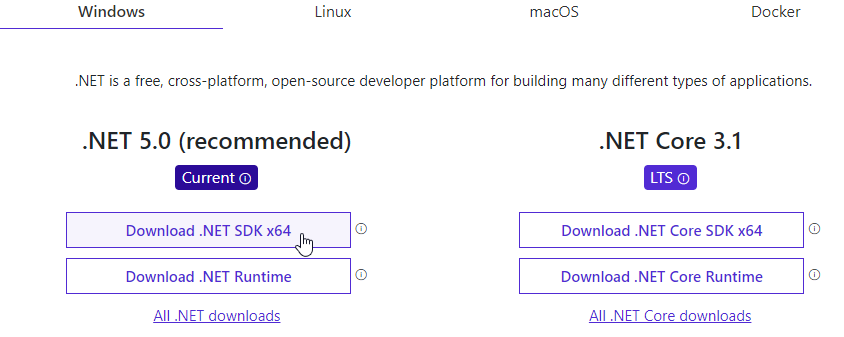 Windows Linux macOS Docker
.NET is a free, cross-platform, open-source developer platform for building many different types of applications.
.NET 5.0 (recommended)
Current
Download .NET SDK x64
Download .NET Runtime
All .NET downloads
.NET Core 3.1
LTS
Download .NET Core SDK x64
Download .NET Core Runtime
All .NET Core downloads